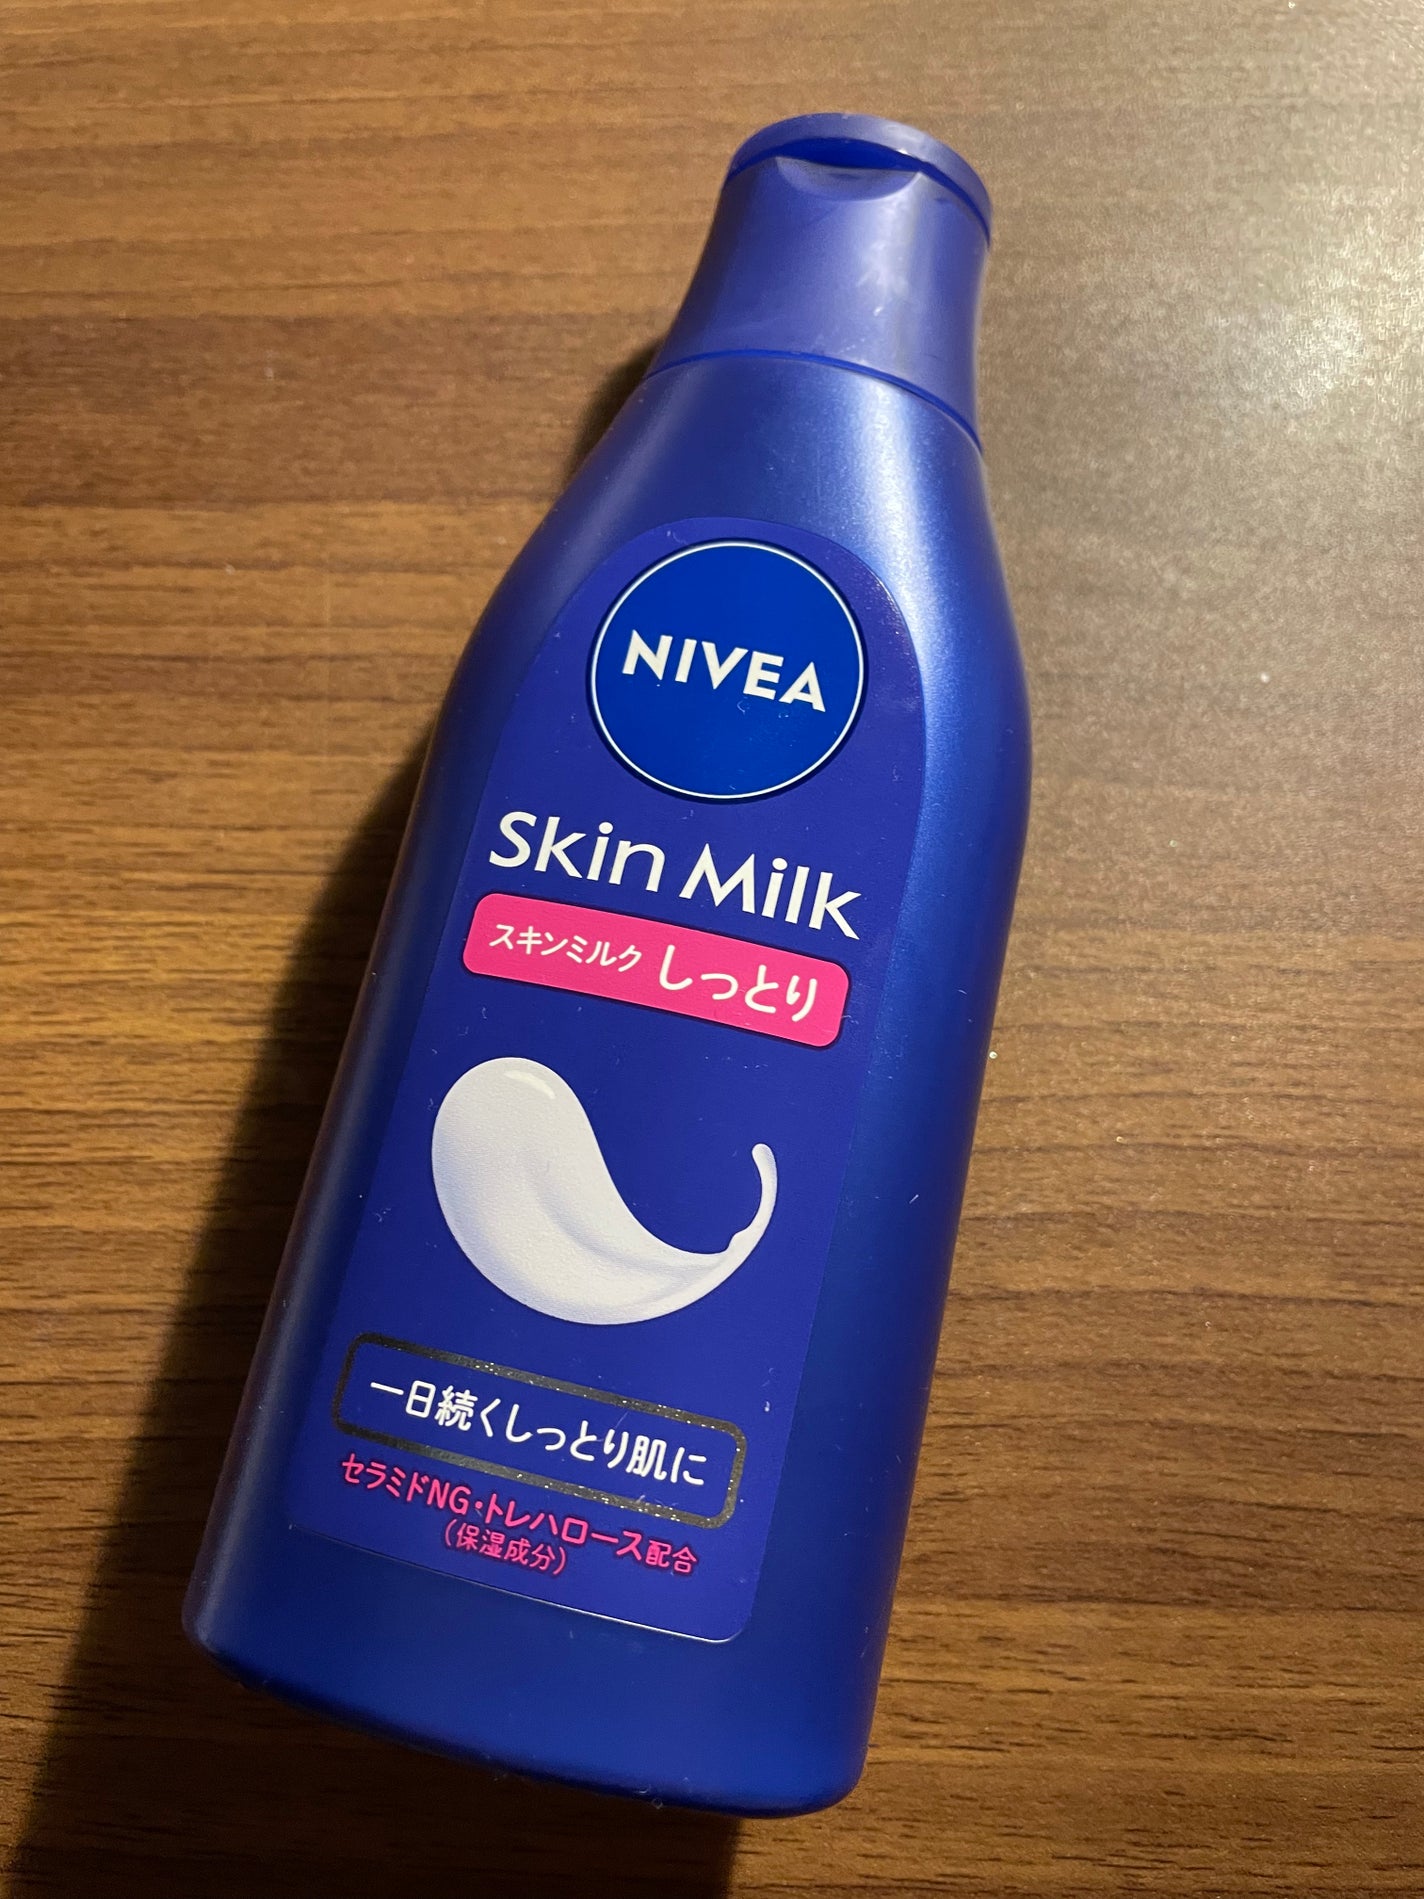 NIVEA
Skin Milk
スキンミルク しっとり
一日続くしっとり肌に
セラミドNG・トレハロース配合
(保湿成分)